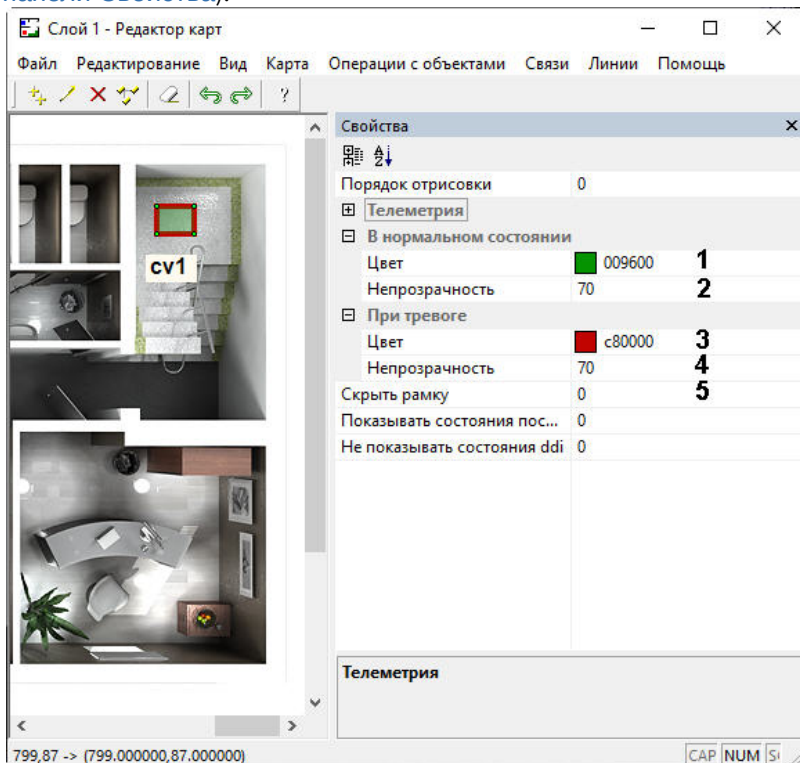 панели Свойства).
Слой 1 - Редактор карт
Файл Редактирование Вид Карта Операции с объектами Связи Линии Помощь
?
Свойства
Порядок отрисовки 0
Телеметрия
В нормальном состоянии
Цвет 009600 1
Непрозрачность 70 2
При тревоге
Цвет c80000 3
Непрозрачность 70 4
Скрыть рамку 0 5
Показывать состояния пос... 0
Не показывать состояния ddi 0
cv1
Телеметрия
799,87 -> (799.000000,87.000000) CAP NUM